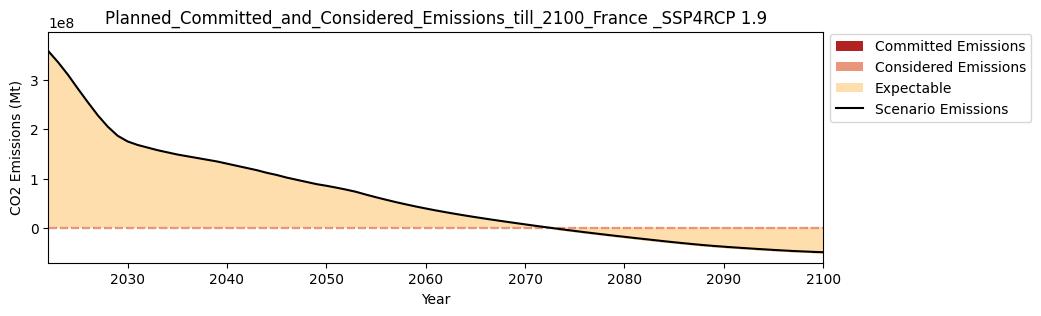 Planned_Committed_and_Considered_Emissions_till_2100_France _SSP4RCP 1.9
1e8
3
2
1
0
CO2 Emissions (Mt)
2030 2040 2050 2060 2070 2080 2090 2100
Year
Committed Emissions
Considered Emissions
Expectable
Scenario Emissions